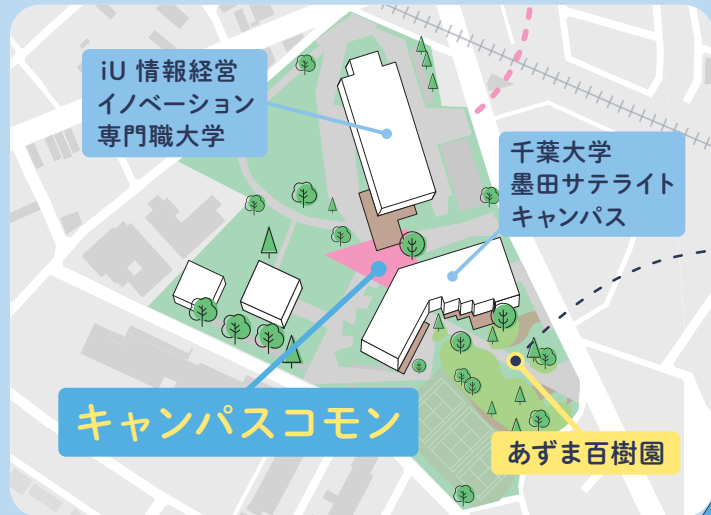 iU 情報経営
イノベーション
専門職大学
千葉大学
墨田サテライト
キャンパス
キャンパスコモン
あずま百樹園